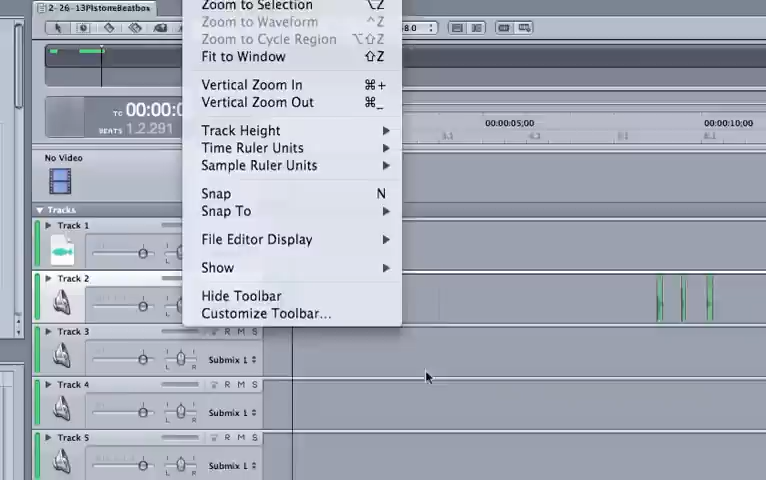 2-26-13PistoneBeatbox
Zoom to Selection ⌥Z
Zoom to Waveform ^Z
Zoom to Cycle Region ⌥⇧Z
Fit to Window ⇧Z
Vertical Zoom In ⌘+
Vertical Zoom Out ⌘_
Track Height
Time Ruler Units
Sample Ruler Units
Snap N
Snap To
File Editor Display
Show
Hide Toolbar
Customize Toolbar...
TC 00:00:0
BEATS 1.2.291
00:00:05;00
00:00:10;00
No Video
Tracks
Track 1
Track 2
Track 3
R M S
L R Submix 1
Track 4
R M S
L R Submix 1
Track 5
R M S
L R Submix 1